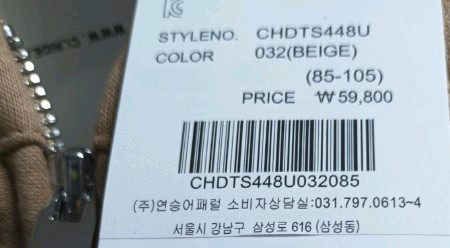 STYLENO. CHDTS448U
COLOR 032(BEIGE)
(85-105)
PRICE ₩59,800
CHDTS448U032085
(주)연승어패럴 소비자상담실:031.797.0613~4
서울시 강남구 삼성로 616 (삼성동)